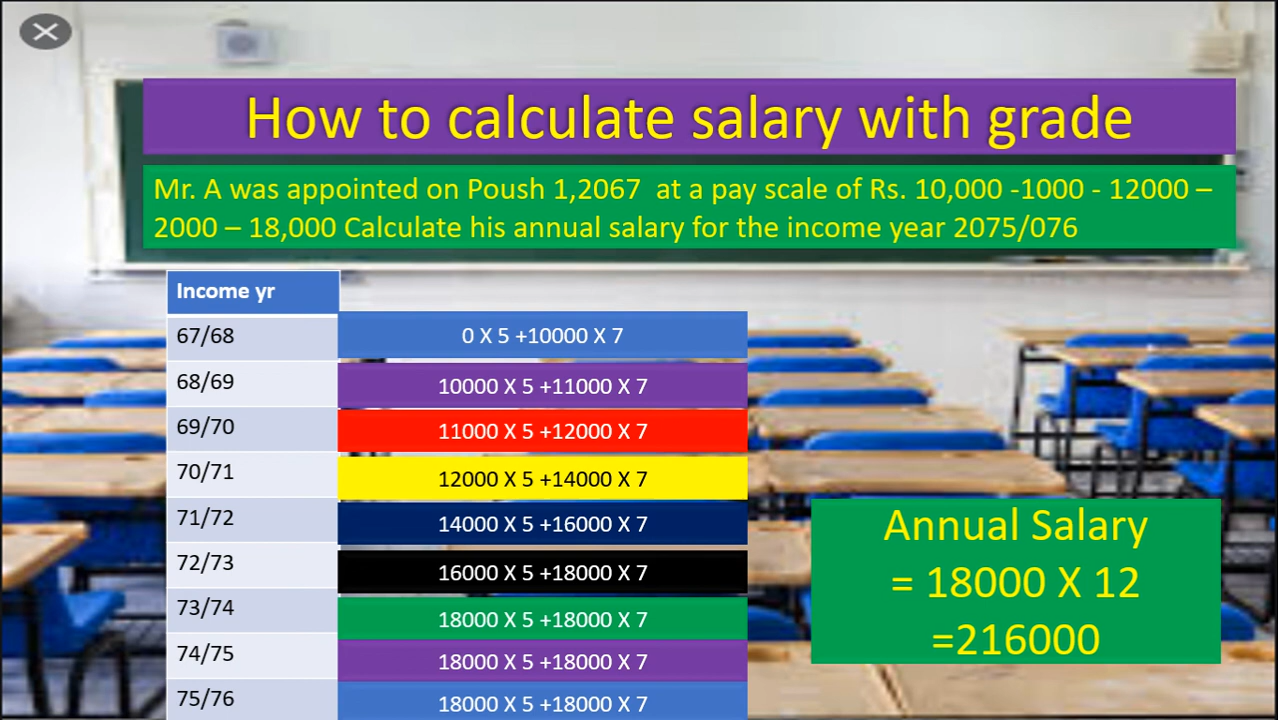 How to calculate salary with grade
Mr. A was appointed on Poush 1,2067 at a pay scale of Rs. 10,000 -1000 - 12000 –
2000 – 18,000 Calculate his annual salary for the income year 2075/076
Income yr
67/68 0 X 5 +10000 X 7
68/69 10000 X 5 +11000 X 7
69/70 11000 X 5 +12000 X 7
70/71 12000 X 5 +14000 X 7
71/72 14000 X 5 +16000 X 7
72/73 16000 X 5 +18000 X 7
73/74 18000 X 5 +18000 X 7
74/75 18000 X 5 +18000 X 7
75/76 18000 X 5 +18000 X 7
Annual Salary
= 18000 X 12
=216000